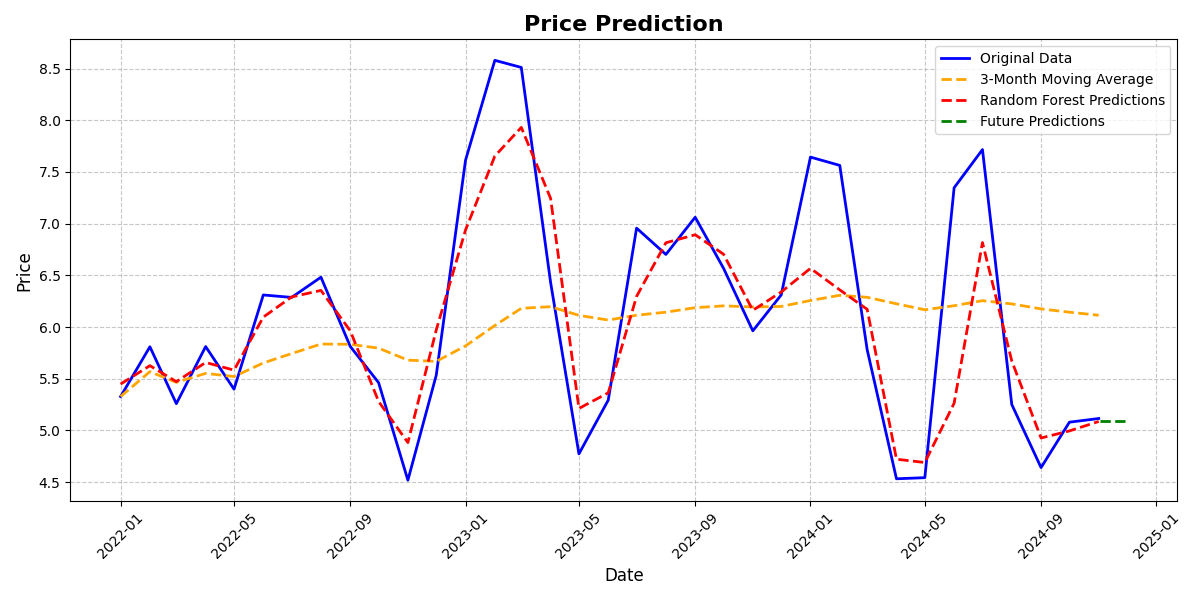 Price Prediction
Original Data
3-Month Moving Average
Random Forest Predictions
Future Predictions
Price
8.5
8.0
7.5
7.0
6.5
6.0
5.5
5.0
4.5
2022-01
2022-05
2022-09
2023-01
2023-05
2023-09
2024-01
2024-05
2024-09
2025-01
Date